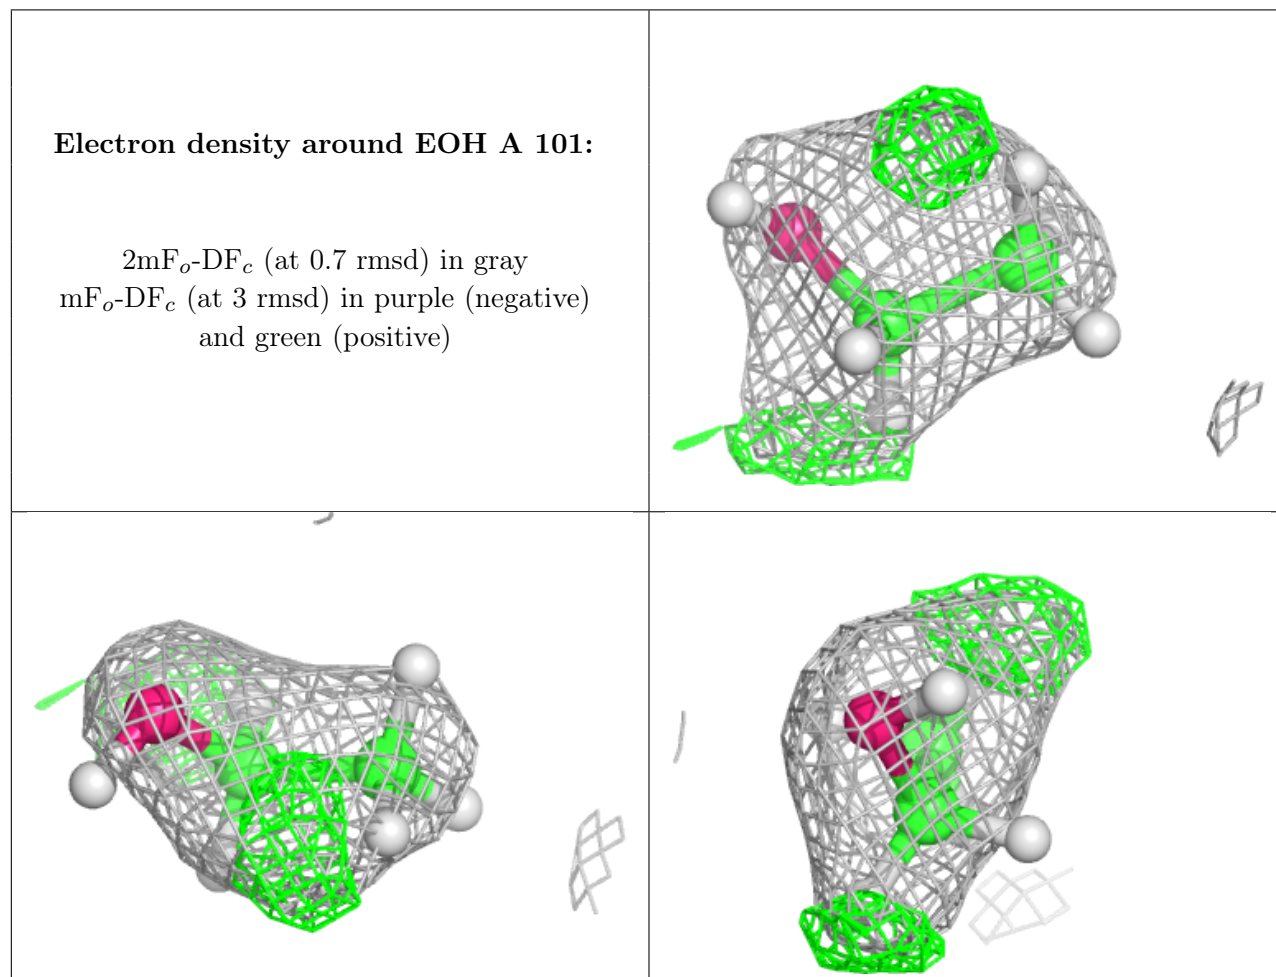 Electron density around EOH A 101:
2mFo-DFc (at 0.7 rmsd) in gray
mFo-DFc (at 3 rmsd) in purple (negative)
and green (positive)